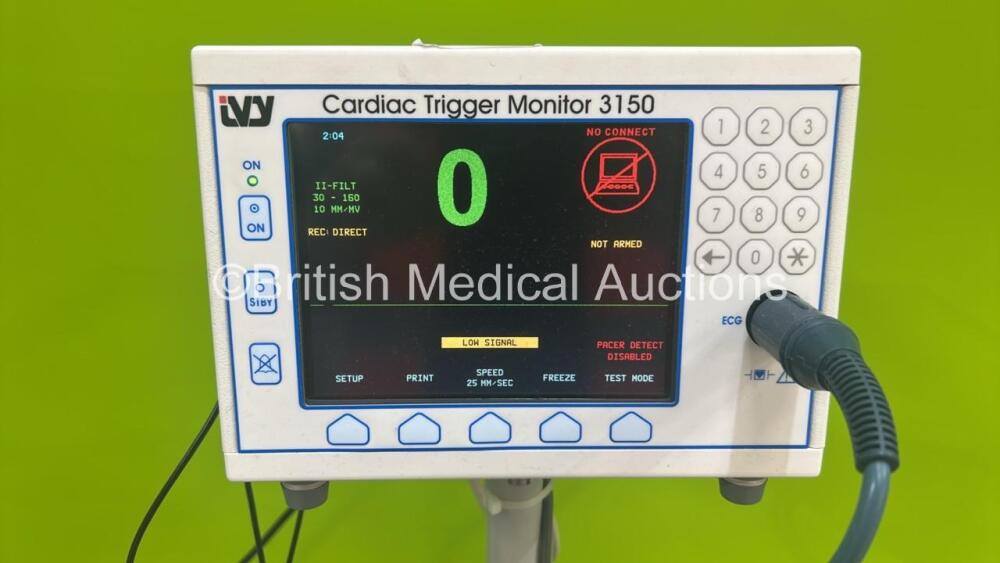 ivy
Cardiac Trigger Monitor 3150
2:04
NO CONNECT
0
II-FILT
30 - 160
10 MM/MV
REC: DIRECT
NOT ARMED
LOW SIGNAL
PACER DETECT
DISABLED
SETUP
PRINT
SPEED
25 MM/SEC
FREEZE
TEST MODE
ON
ON
STBY
1 2 3
4 5 6
7 8 9
0 *
ECG
©British Medical Auctions